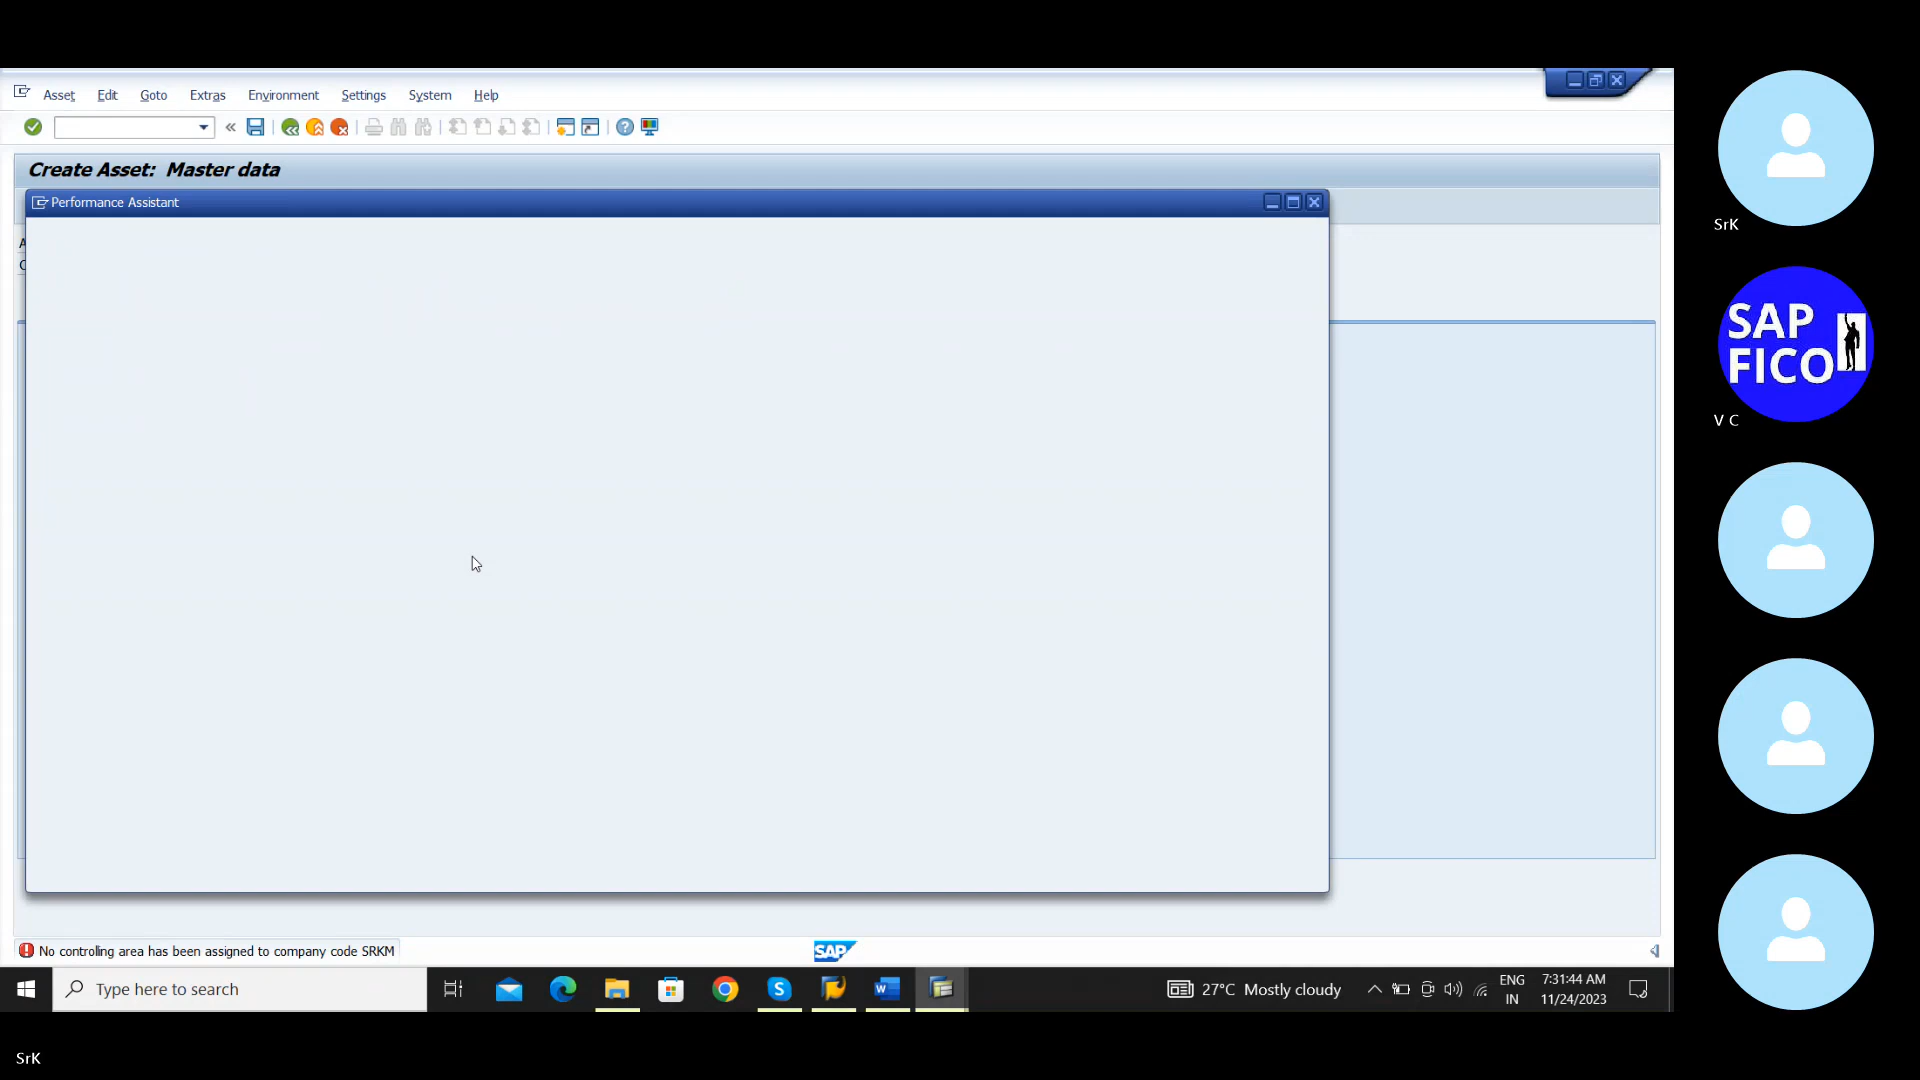 Asset Edit Goto Extras Environment Settings System Help
Create Asset: Master data
Performance Assistant
SrK
SAP
FICO
V C
No controlling area has been assigned to company code SRKM
SAP
Type here to search
27°C Mostly cloudy
ENG
IN
7:31:44 AM
11/24/2023
SrK